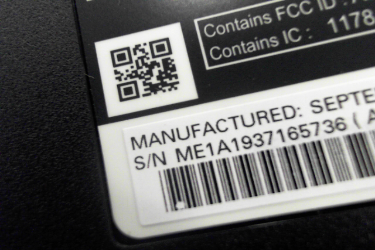 Contains FCC ID :
Contains IC : 1178
MANUFACTURED: SEPTE
S/N ME1A1937165736 ( A